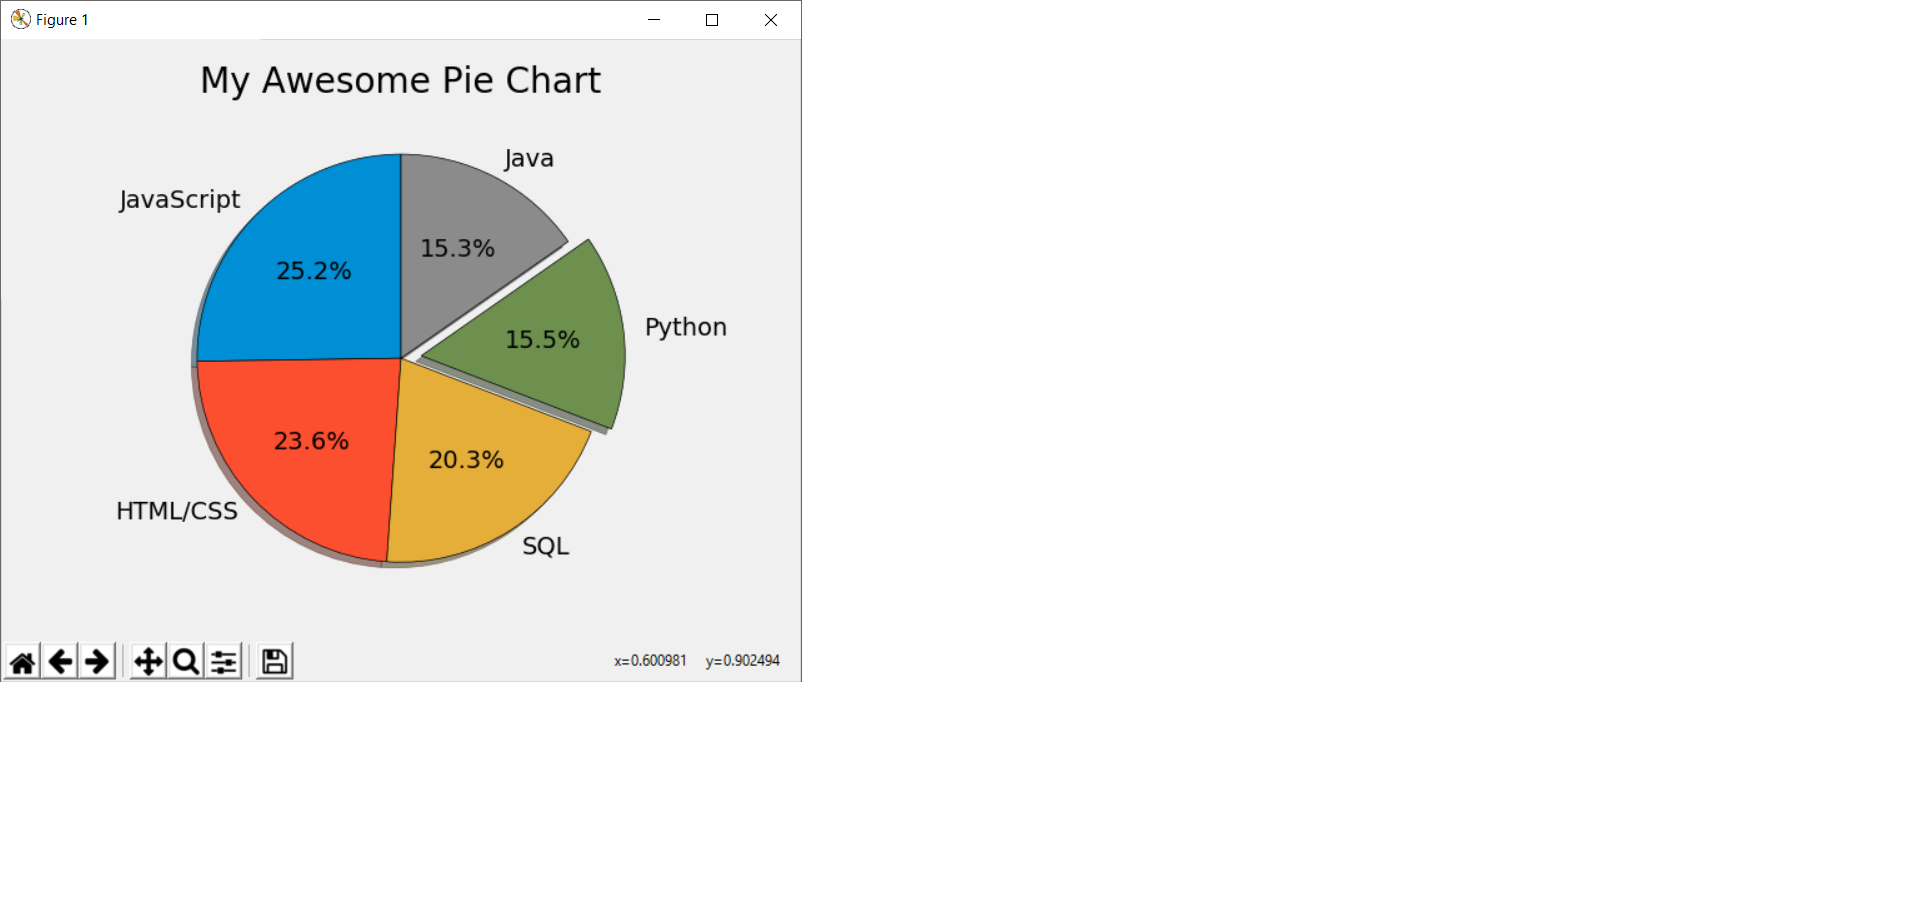 Figure 1
My Awesome Pie Chart
Java
JavaScript
15.3%
25.2%
Python
15.5%
23.6%
20.3%
HTML/CSS
SQL
x=0.600981 y=0.902494